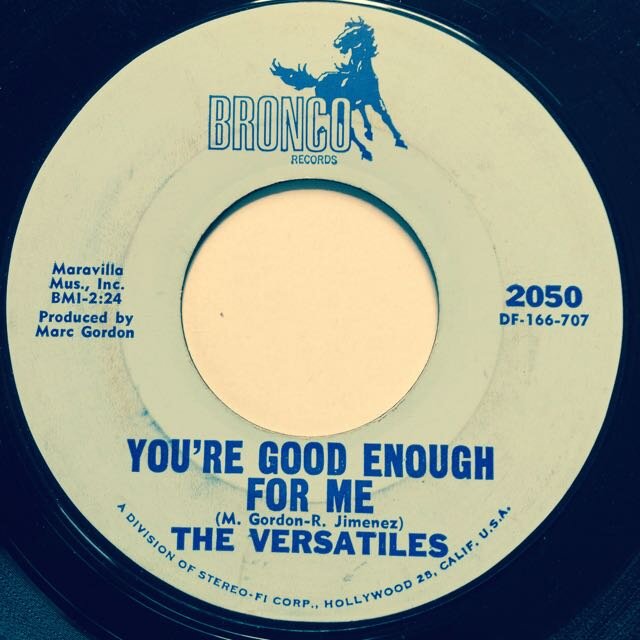 BRONCO
RECORDS
Maravilla
Mus., Inc.
BMI-2:24
Produced by
Marc Gordon
2050
DF-166-707
YOU'RE GOOD ENOUGH
FOR ME
(M. Gordon-R. Jimenez)
THE VERSATILES
A DIVISION OF STEREO-FI CORP., HOLLYWOOD 28, CALIF. U.S.A.